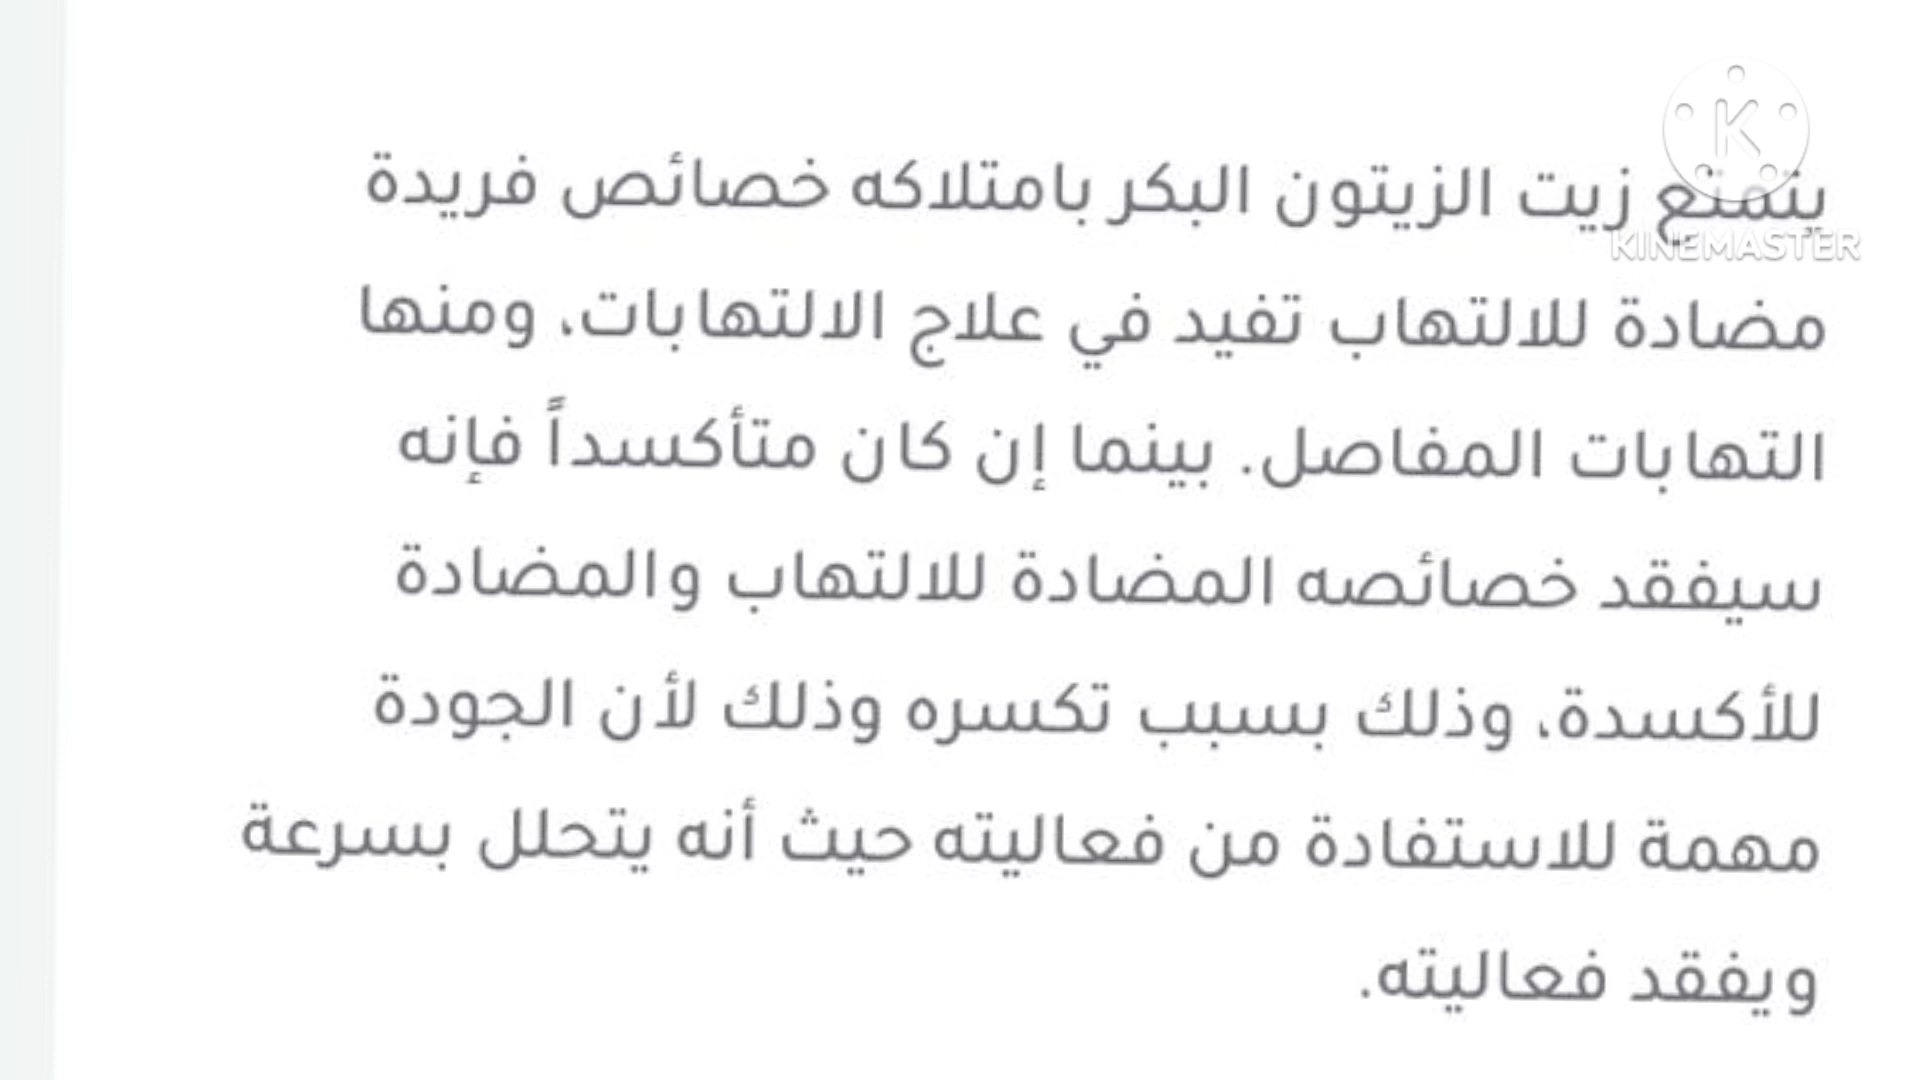 يتمتع زيت الزيتون البكر بامتلاكه خصائص فريدة
مضادة للالتهاب تفيد في علاج الالتهابات، ومنها
التهابات المفاصل. بينما إن كان متأكسداً فإنه
سيفقد خصائصه المضادة للالتهاب والمضادة
للأكسدة، وذلك بسبب تكسره وذلك لأن الجودة
مهمة للاستفادة من فعاليته حيث أنه يتحلل بسرعة
ويفقد فعاليته.
K
KINEMASTER